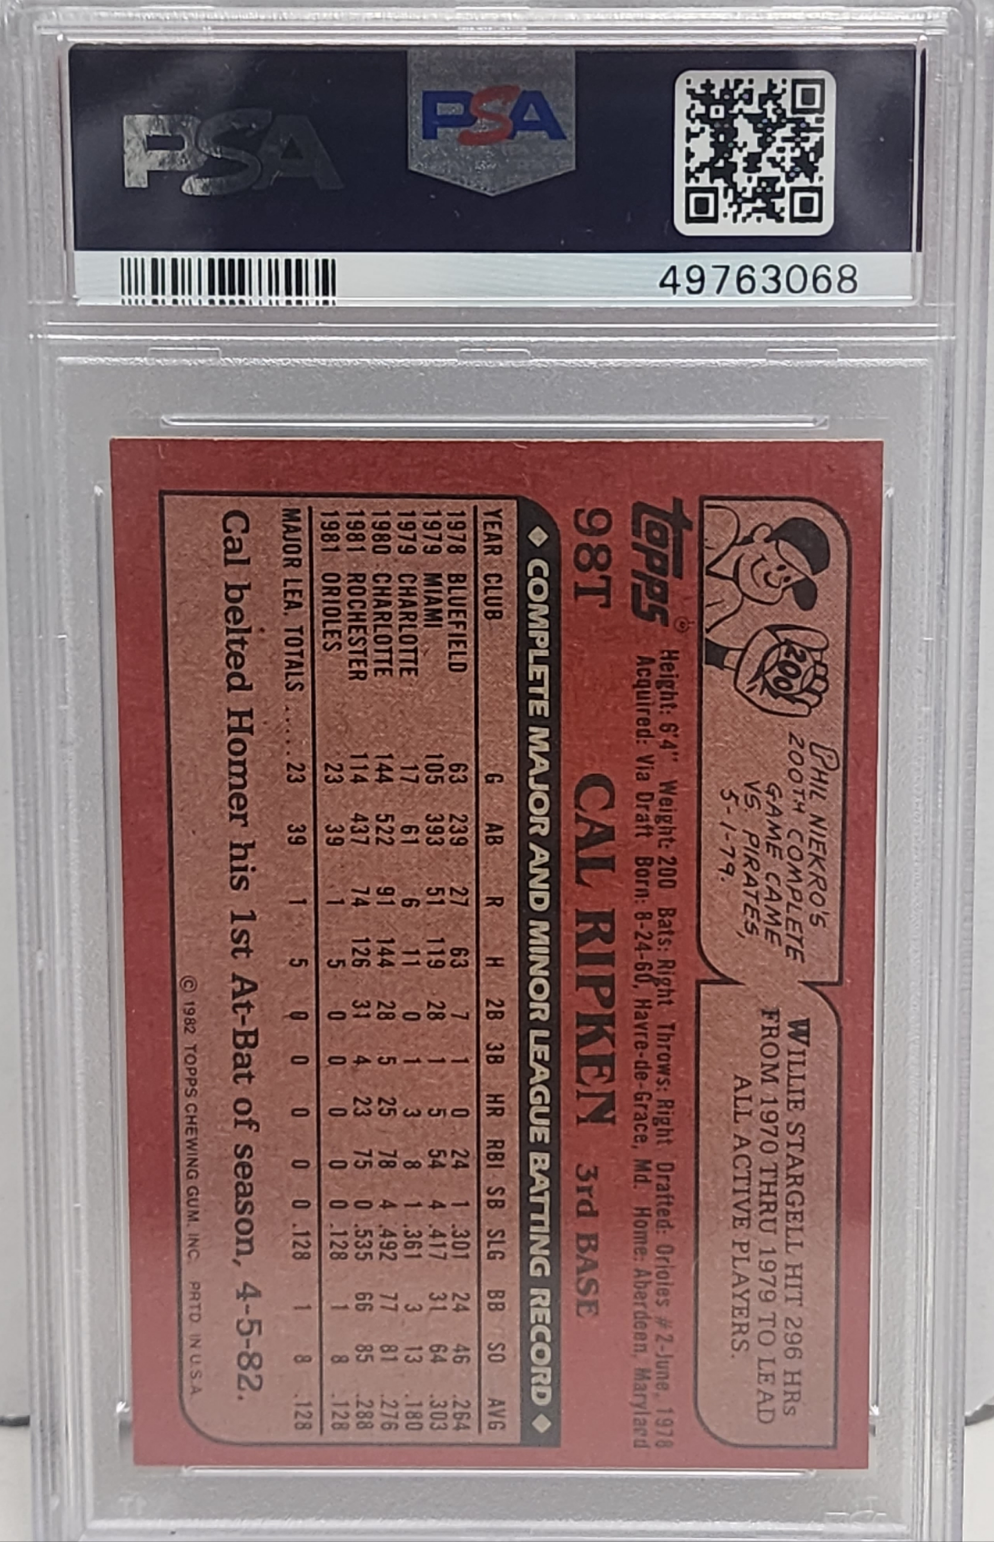 PSA
PSA
49763068
200
PHIL NIEKRO'S
200TH COMPLETE
GAME CAME
VS. PIRATES,
5-1-79.
WILLIE STARGELL HIT 296 HRs
FROM 1970 THRU 1979 TO LEAD
ALL ACTIVE PLAYERS.
Topps©
Height: 6'4" Weight: 200 Bats: Right Throws: Right Drafted: Orioles #2-June, 1978
Acquired: Via Draft Born: 8-24-60, Havre-de-Grace, Md. Home: Aberdeen, Maryland
98T CAL RIPKEN 3rd BASE
◆ COMPLETE MAJOR AND MINOR LEAGUE BATTING RECORD ◆
YEAR CLUB G AB R H 2B 3B HR RBI SB SLG BB SO AVG
1978 BLUEFIELD 63 239 27 63 7 1 0 24 1 .301 24 46 .264
1979 MIAMI 105 393 51 119 28 1 5 54 4 .417 31 64 .303
1979 CHARLOTTE 17 61 6 11 0 1 3 8 1 .361 3 13 .180
1980 CHARLOTTE 144 522 91 144 28 5 25 78 4 .492 77 81 .276
1981 ROCHESTER 114 437 74 126 31 4 23 75 0 .535 66 85 .288
1981 ORIOLES 23 39 1 5 0 0 0 0 0 .128 1 8 .128
MAJOR LEA. TOTALS ...... 23 39 1 5 0 0 0 0 0 .128 1 8 .128
Cal belted Homer his 1st At-Bat of season, 4-5-82.
© 1982 TOPPS CHEWING GUM, INC. PRTD. IN U.S.A.